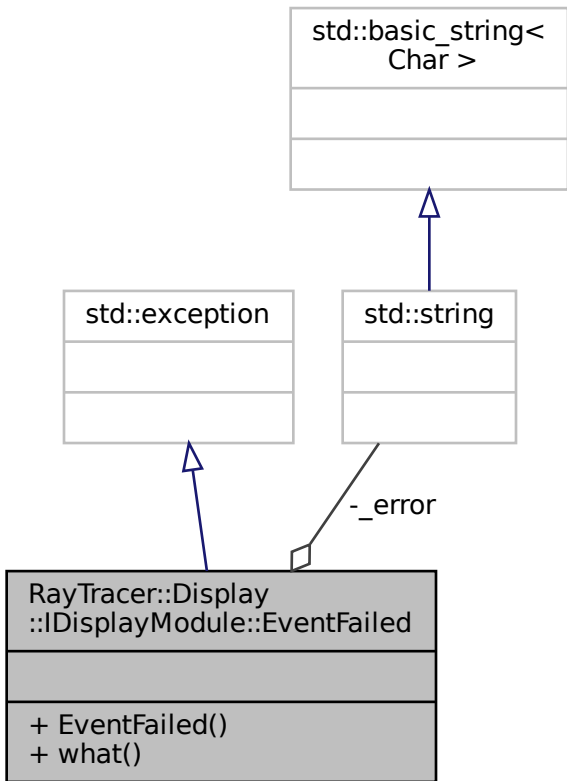 std::basic_string<
Char >
std::exception
std::string
-_error
RayTracer::Display
::IDisplayModule::EventFailed
+ EventFailed()
+ what()